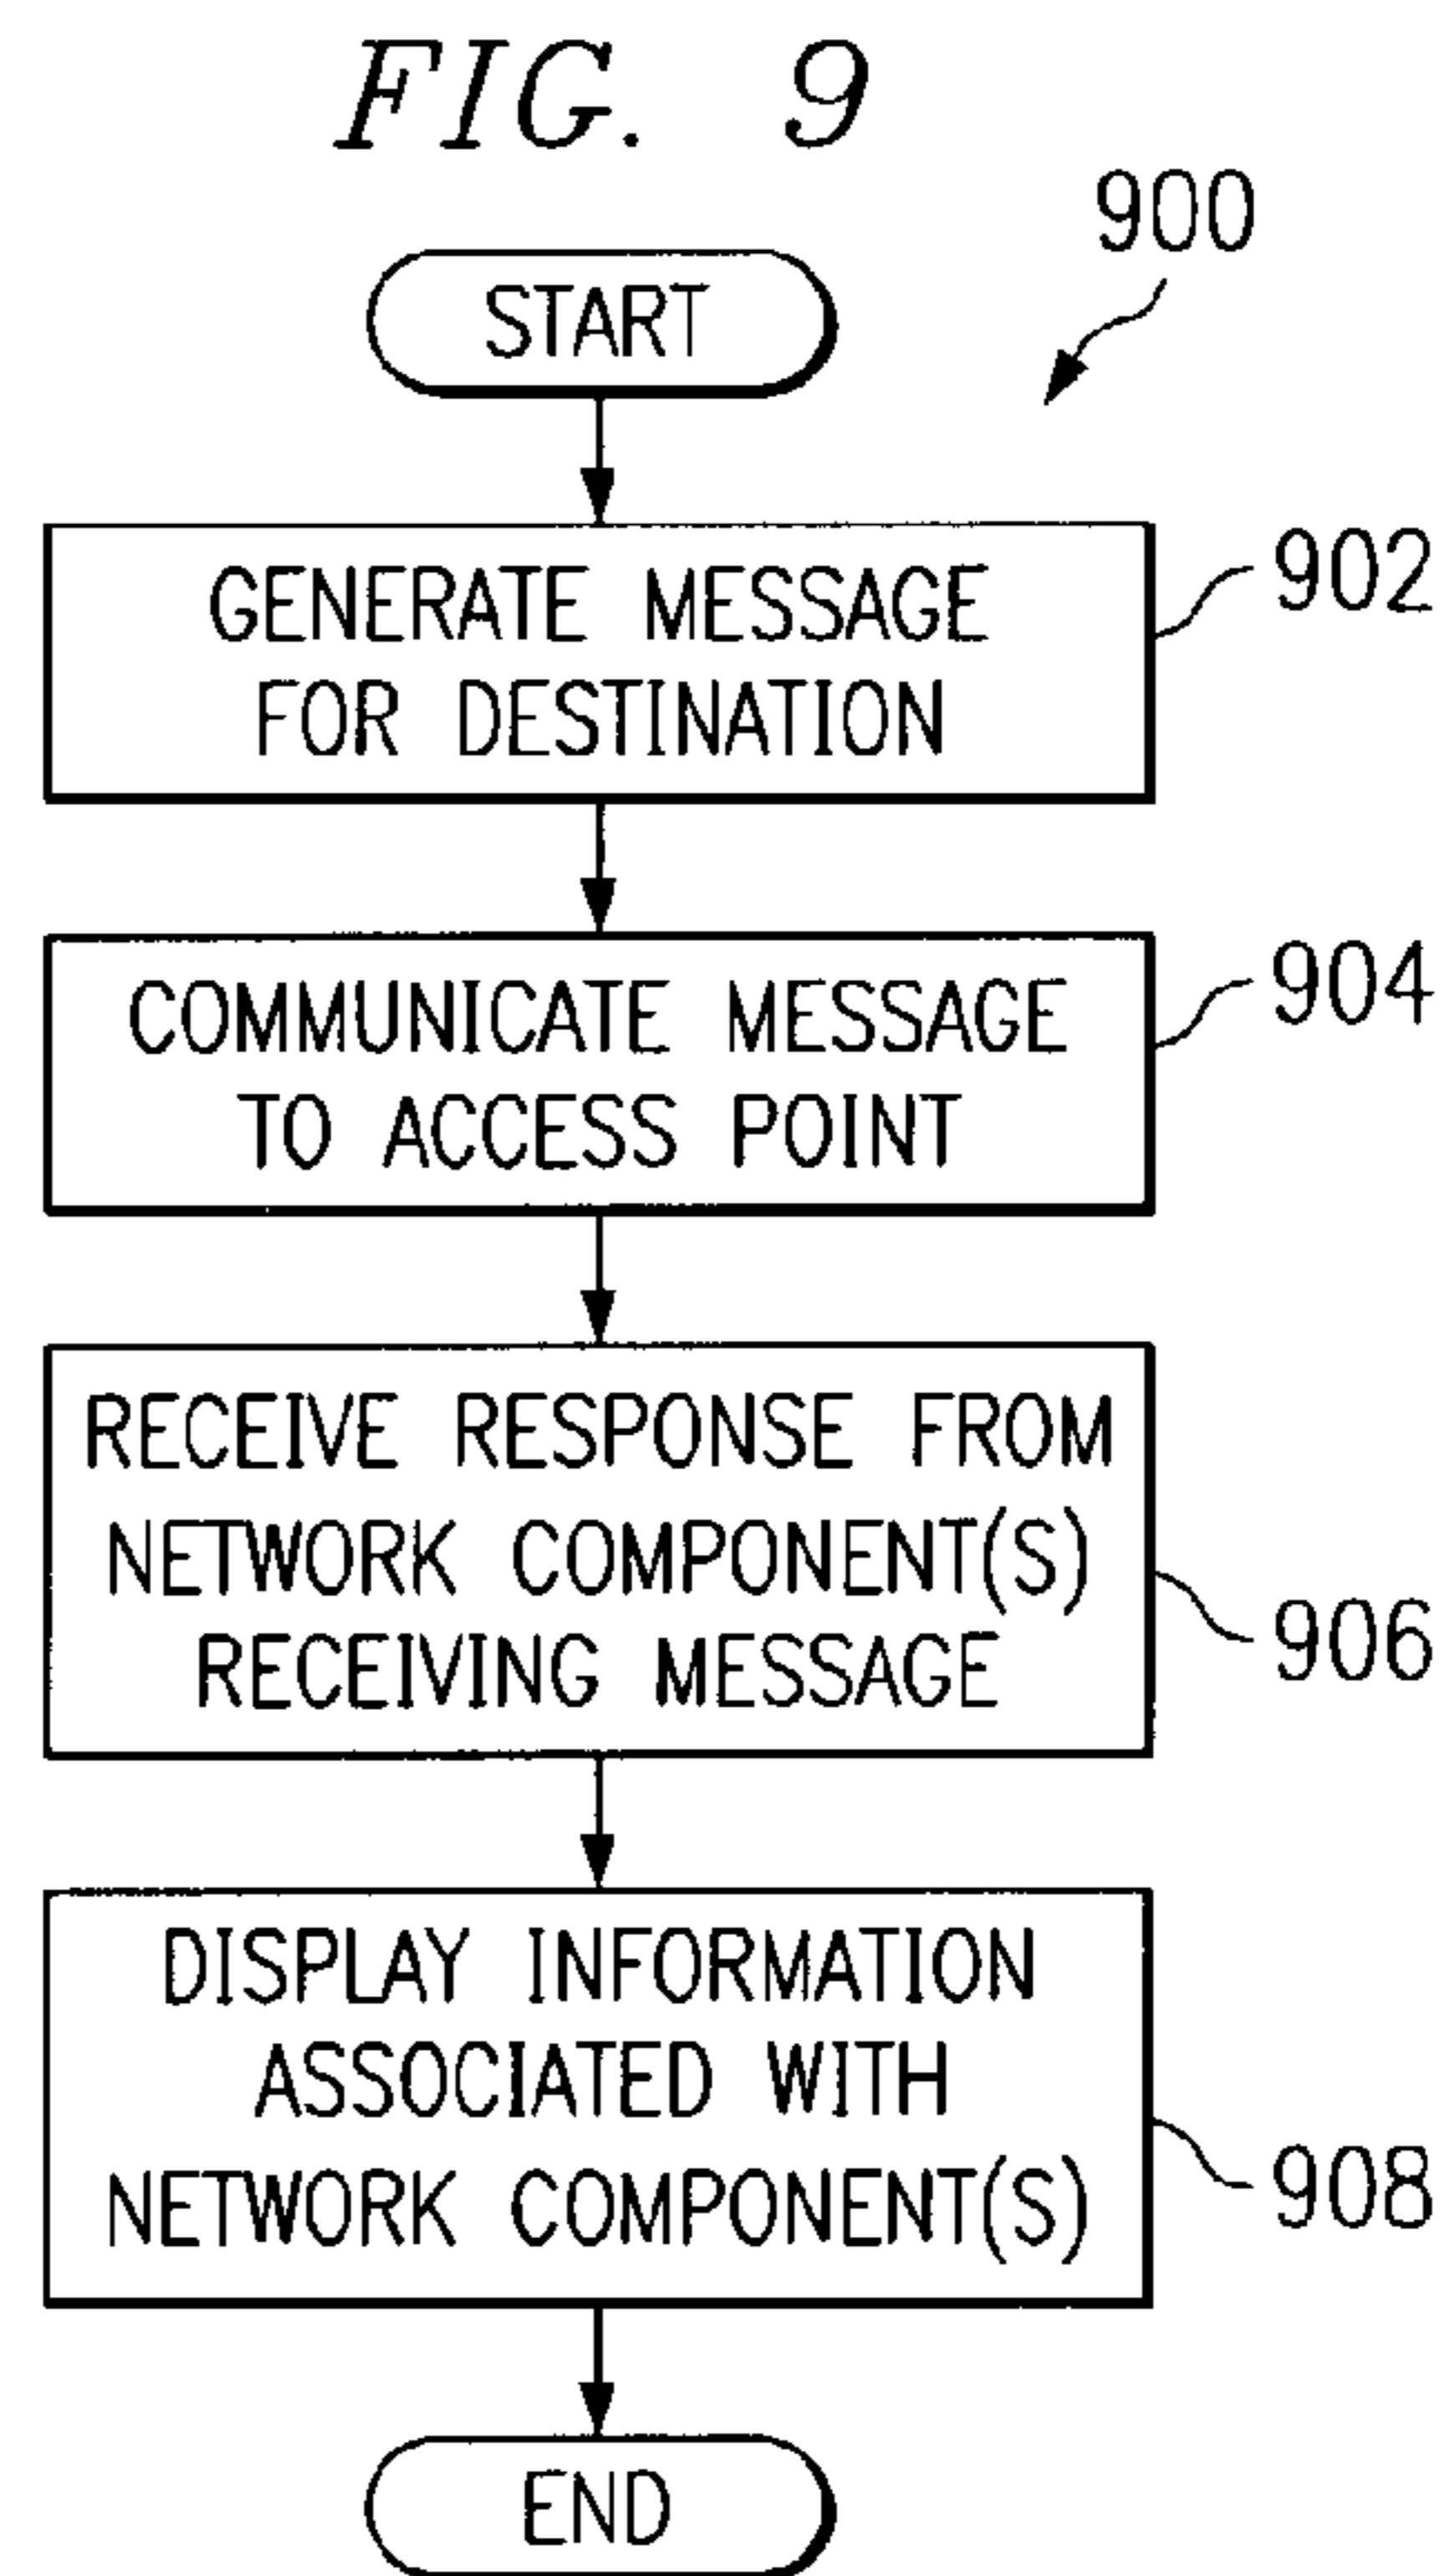 FIG. 9
900
START
GENERATE MESSAGE
FOR DESTINATION
902
COMMUNICATE MESSAGE
TO ACCESS POINT
904
RECEIVE RESPONSE FROM
NETWORK COMPONENT(S)
RECEIVING MESSAGE
906
DISPLAY INFORMATION
ASSOCIATED WITH
NETWORK COMPONENT(S)
908
END